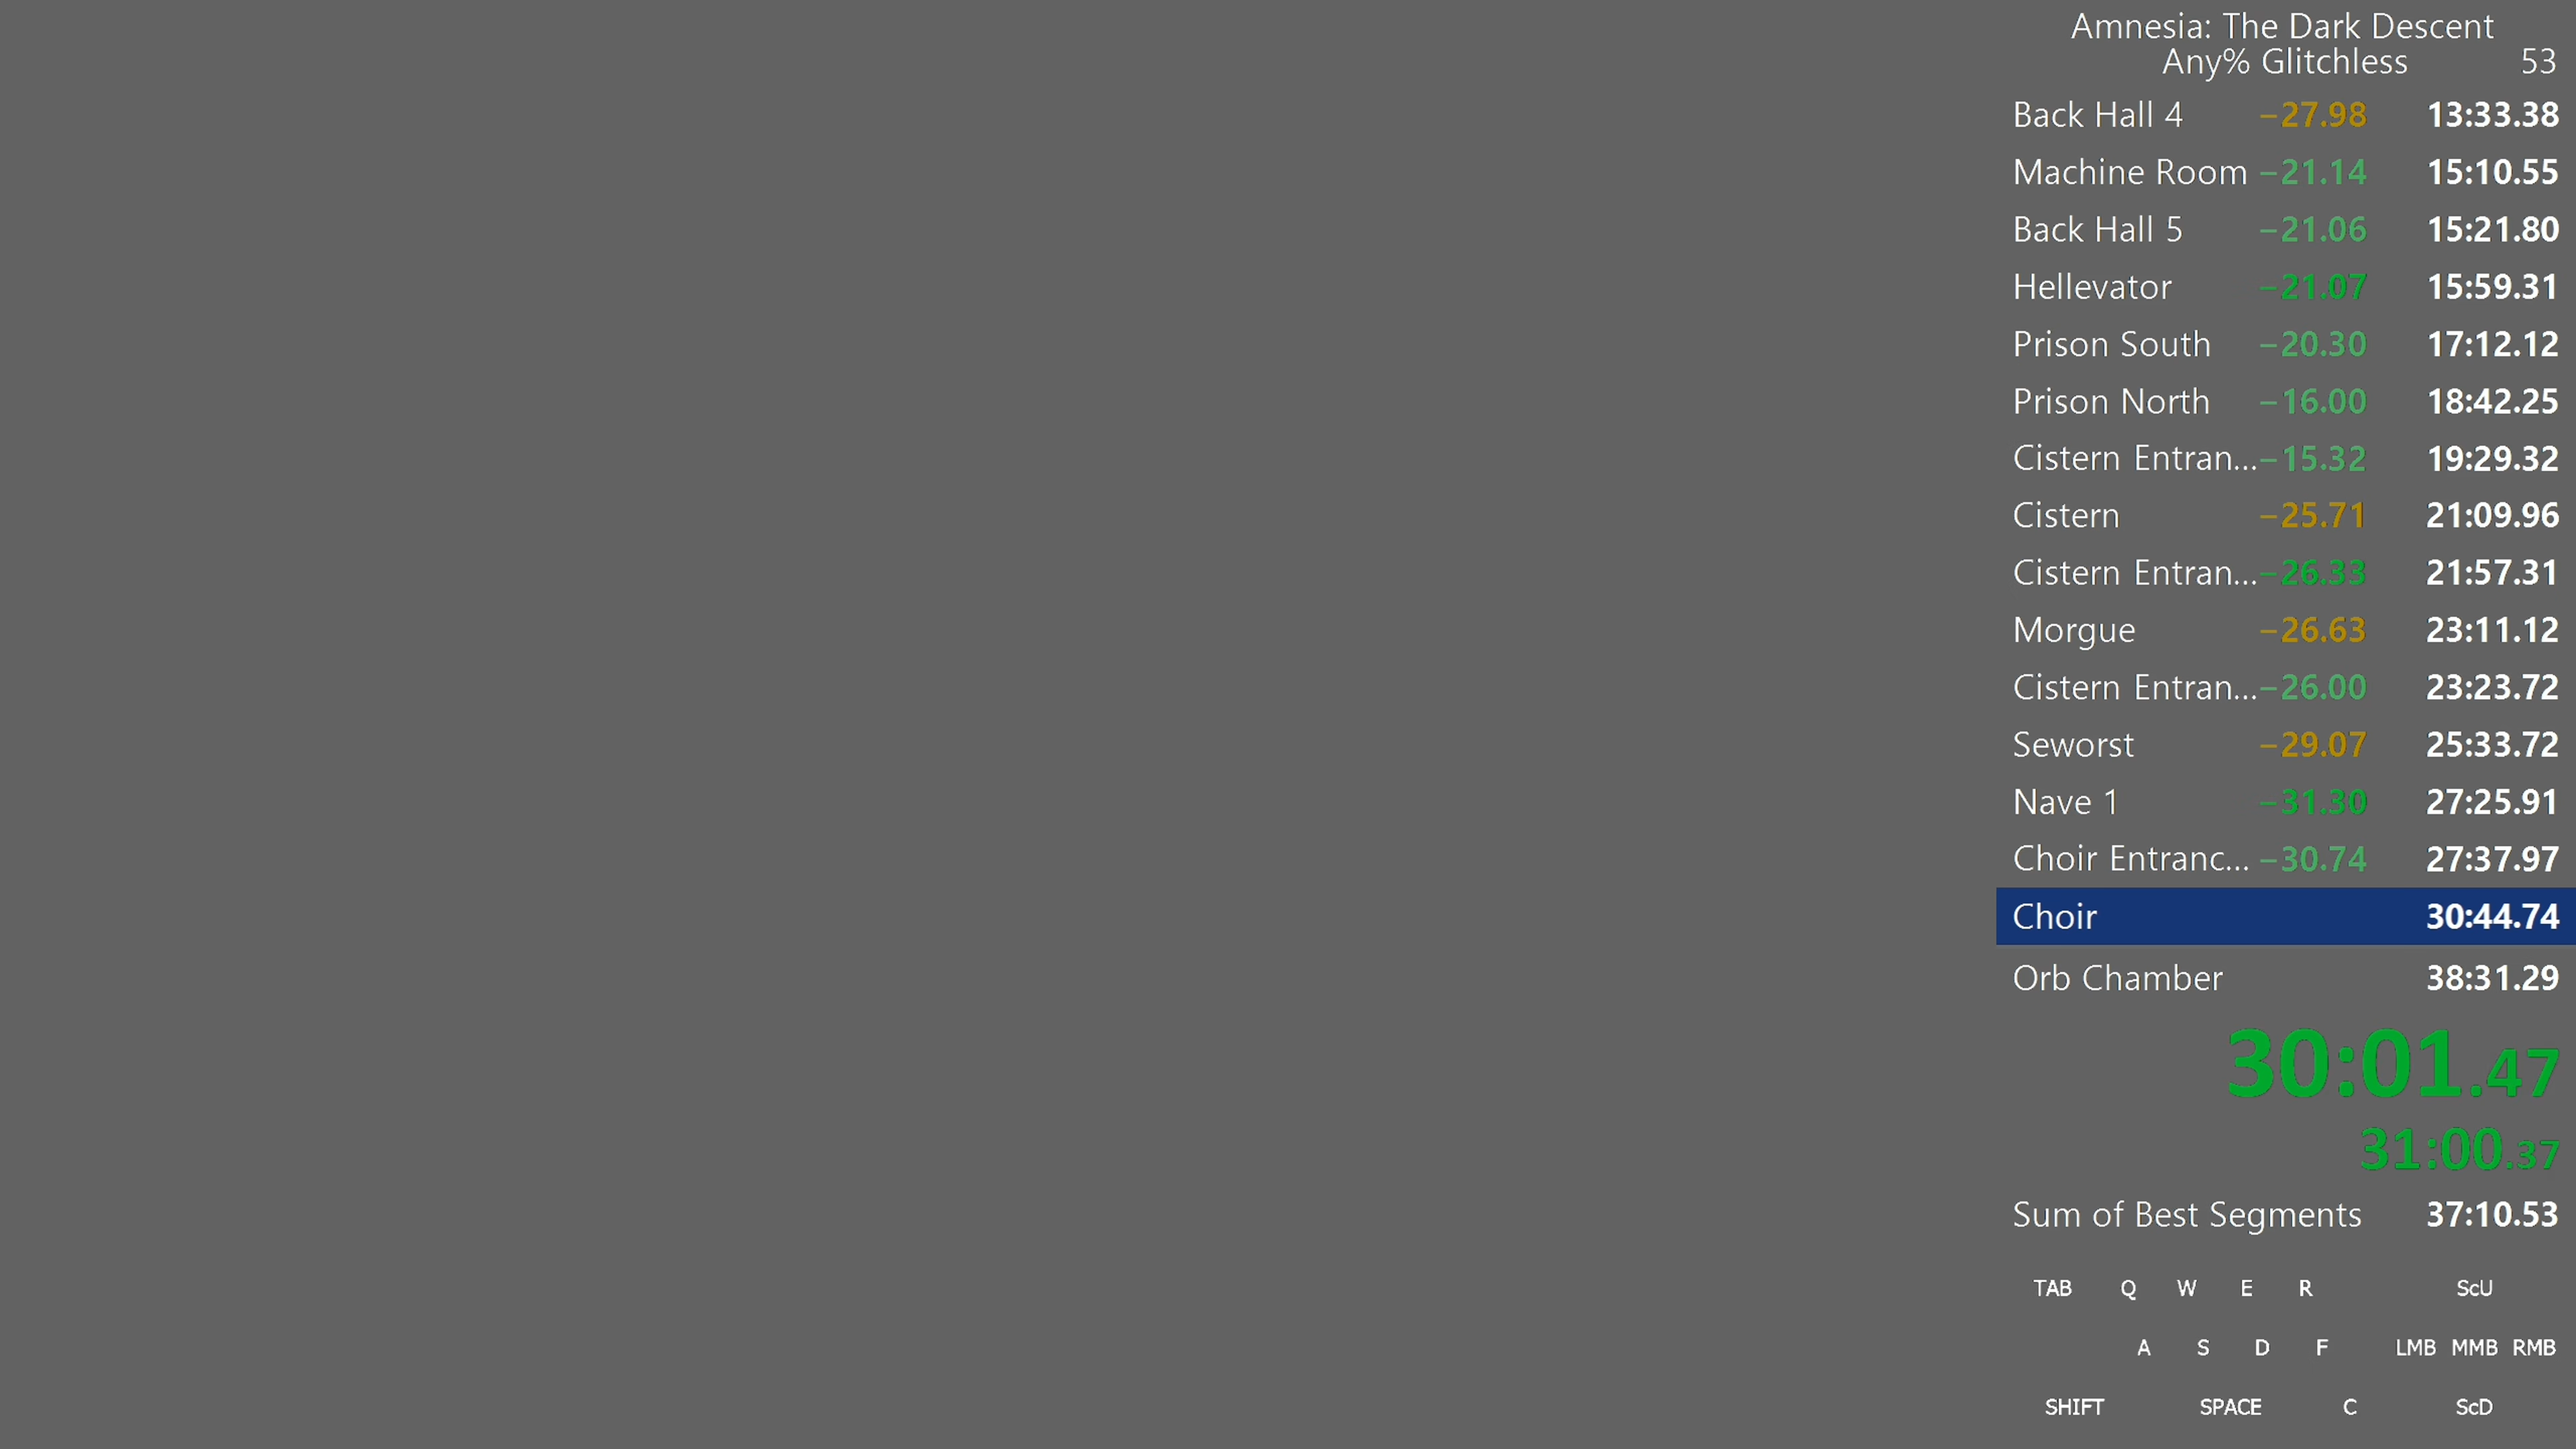 Amnesia: The Dark Descent
Any% Glitchless 53
Back Hall 4 −27.98 13:33.38
Machine Room −21.14 15:10.55
Back Hall 5 −21.06 15:21.80
Hellevator −21.07 15:59.31
Prison South −20.30 17:12.12
Prison North −16.00 18:42.25
Cistern Entran... −15.32 19:29.32
Cistern −25.71 21:09.96
Cistern Entran... −26.33 21:57.31
Morgue −26.63 23:11.12
Cistern Entran... −26.00 23:23.72
Seworst −29.07 25:33.72
Nave 1 −31.30 27:25.91
Choir Entranc... −30.74 27:37.97
Choir 30:44.74
Orb Chamber 38:31.29
30:01.47
31:00.37
Sum of Best Segments 37:10.53
TAB Q W E R ScU
A S D F LMB MMB RMB
SHIFT SPACE C ScD